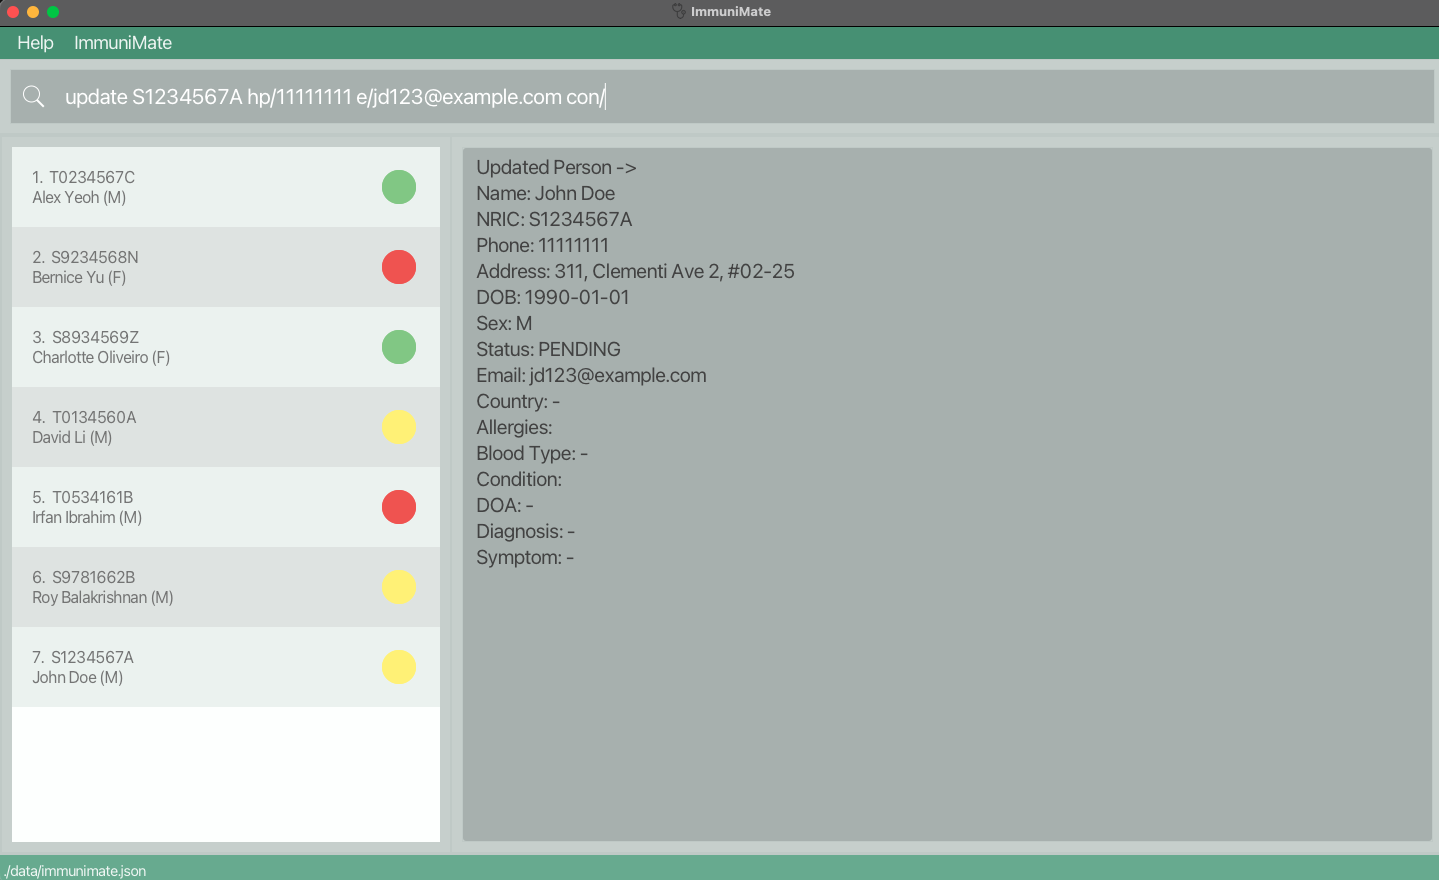 ImmuniMate
Help ImmuniMate
update S1234567A hp/11111111 e/jd123@example.com con/
1. T0234567C
Alex Yeoh (M)
2. S9234568N
Bernice Yu (F)
3. S8934569Z
Charlotte Oliveiro (F)
4. T0134560A
David Li (M)
5. T0534161B
Irfan Ibrahim (M)
6. S9781662B
Roy Balakrishnan (M)
7. S1234567A
John Doe (M)
Updated Person ->
Name: John Doe
NRIC: S1234567A
Phone: 11111111
Address: 311, Clementi Ave 2, #02-25
DOB: 1990-01-01
Sex: M
Status: PENDING
Email: jd123@example.com
Country: -
Allergies:
Blood Type: -
Condition:
DOA: -
Diagnosis: -
Symptom: -
./data/immunimate.json